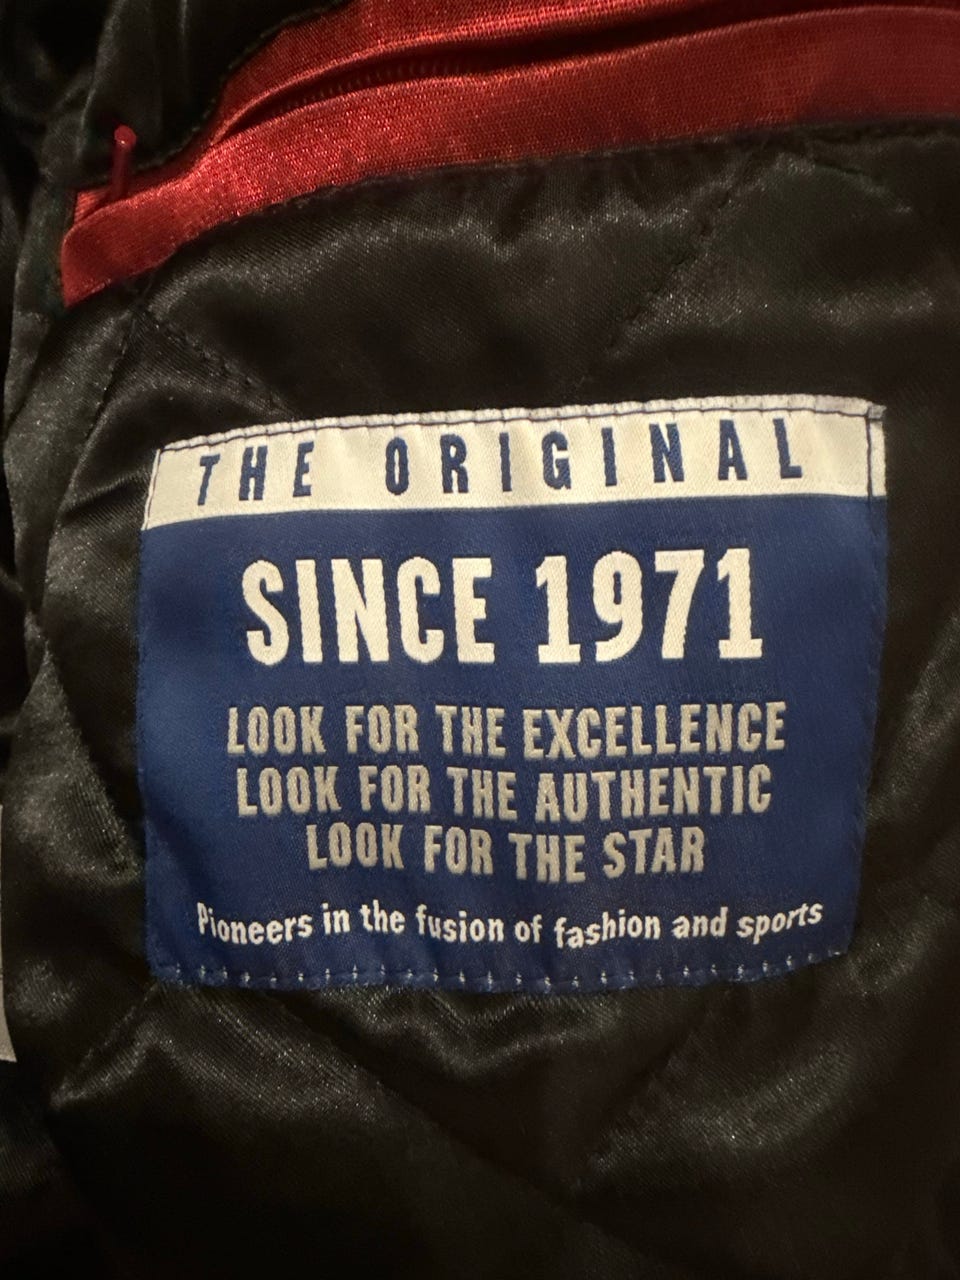 THE ORIGINAL
SINCE 1971
LOOK FOR THE EXCELLENCE
LOOK FOR THE AUTHENTIC
LOOK FOR THE STAR
Pioneers in the fusion of fashion and sports